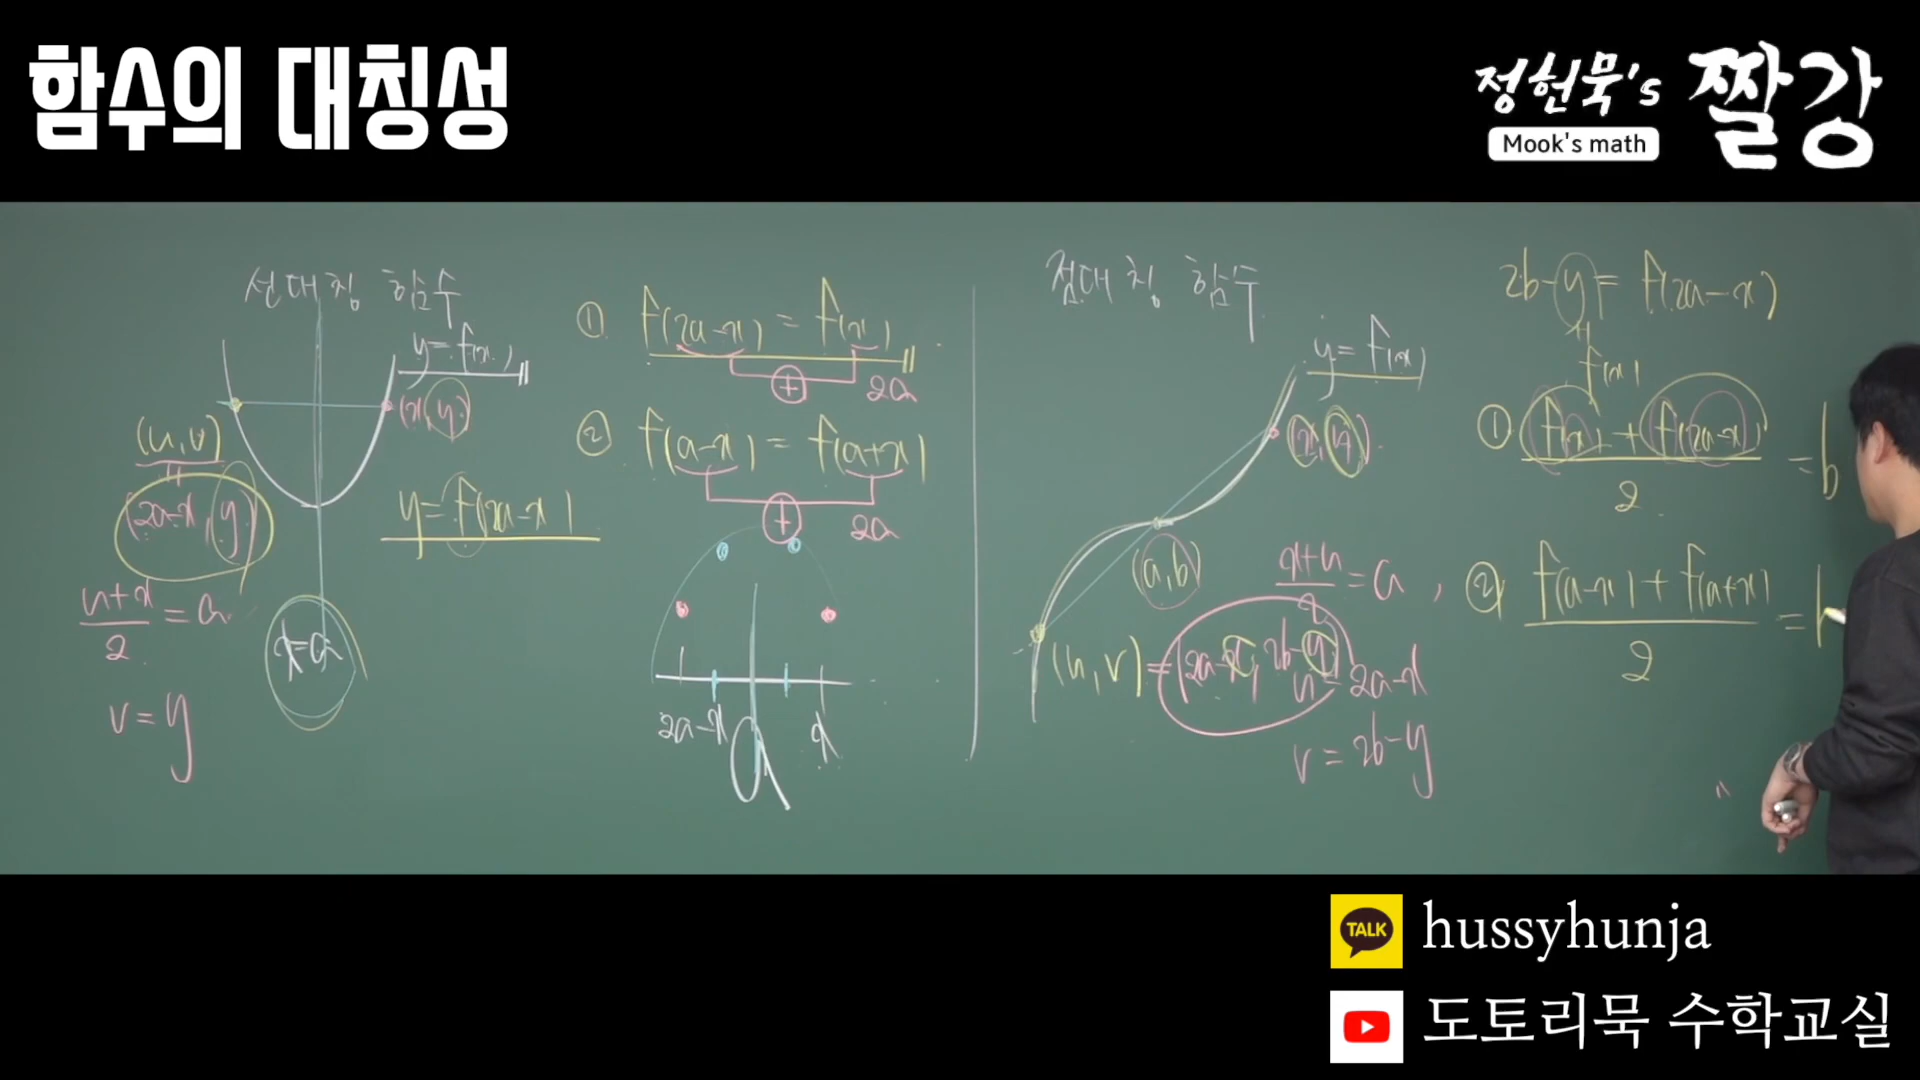 함수의 대칭성
정헌묵's 짤강
Mook's math
선대칭 함수
y = f(x)
(x, y)
(u, v)
(2a-x, y)
u+x/2 = a
v = y
x=a
y = f(2a-x)
① f(2a-x) = f(x)
+ 2a
② f(a-x) = f(a+x)
+ 2a
2a-x a x
점대칭 함수
y = f(x)
(x, y)
(a, b)
(u, v) = (2a-x, 2b-y)
x+u/2 = a,
u = 2a-x
v = 2b-y
2b-y = f(2a-x)
f(x)
① f(x) + f(2a-x)/2 = b
② f(a-x) + f(a+x)/2 =
TALK hussyhunja
도토리묵 수학교실